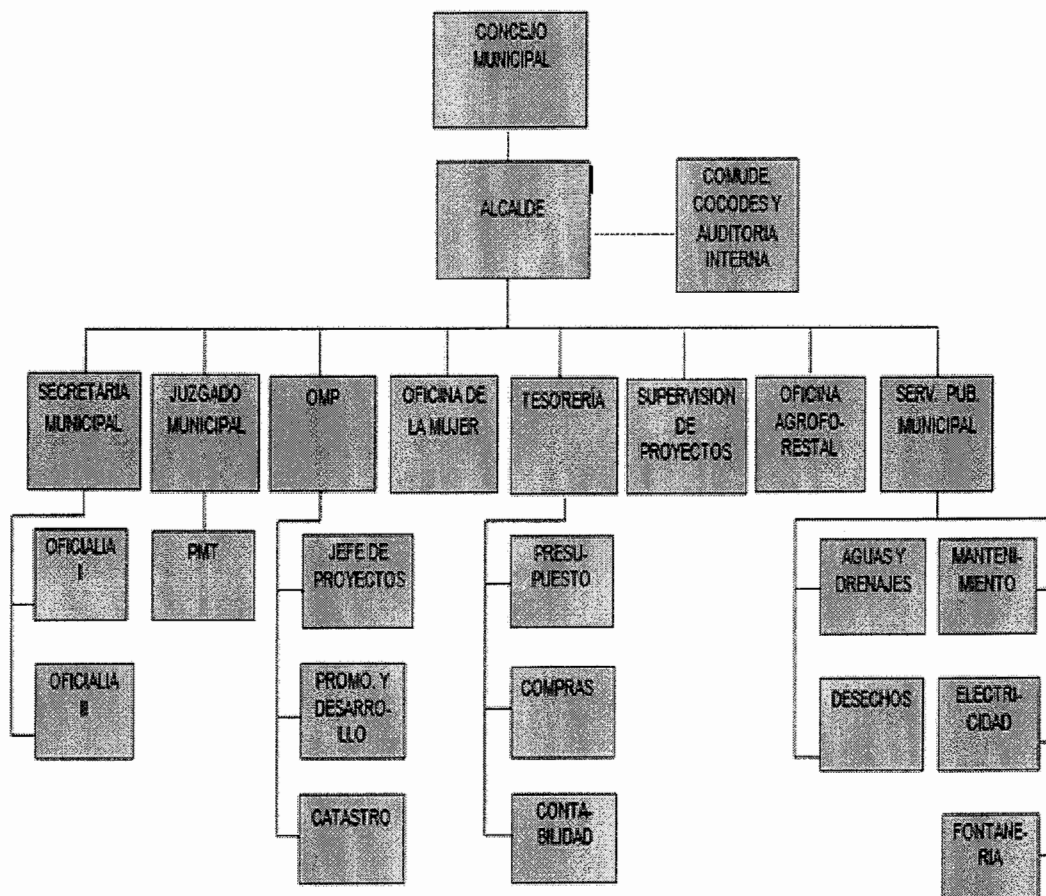 CONCEJO
MUNICIPAL
ALCALDE
COMUDE,
COCODES Y
AUDITORIA
INTERNA
SECRETARIA
MUNICIPAL
JUZGADO
MUNICIPAL
OMP
OFICINA DE
LA MUJER
TESORERÍA
SUPERVISION
DE
PROYECTOS
OFICINA
AGROFO-
RESTAL
SERV. PUB.
MUNICIPAL
OFICIALIA
I
PMT
JEFE DE
PROYECTOS
PRESU-
PUESTO
AGUAS Y
DRENAJES
MANTENI-
MIENTO
OFICIALIA
II
PROMO. Y
DESARRO-
LLO
COMPRAS
DESECHOS
ELECTRI-
CIDAD
CATASTRO
CONTA-
BILIDAD
FONTANE-
RIA